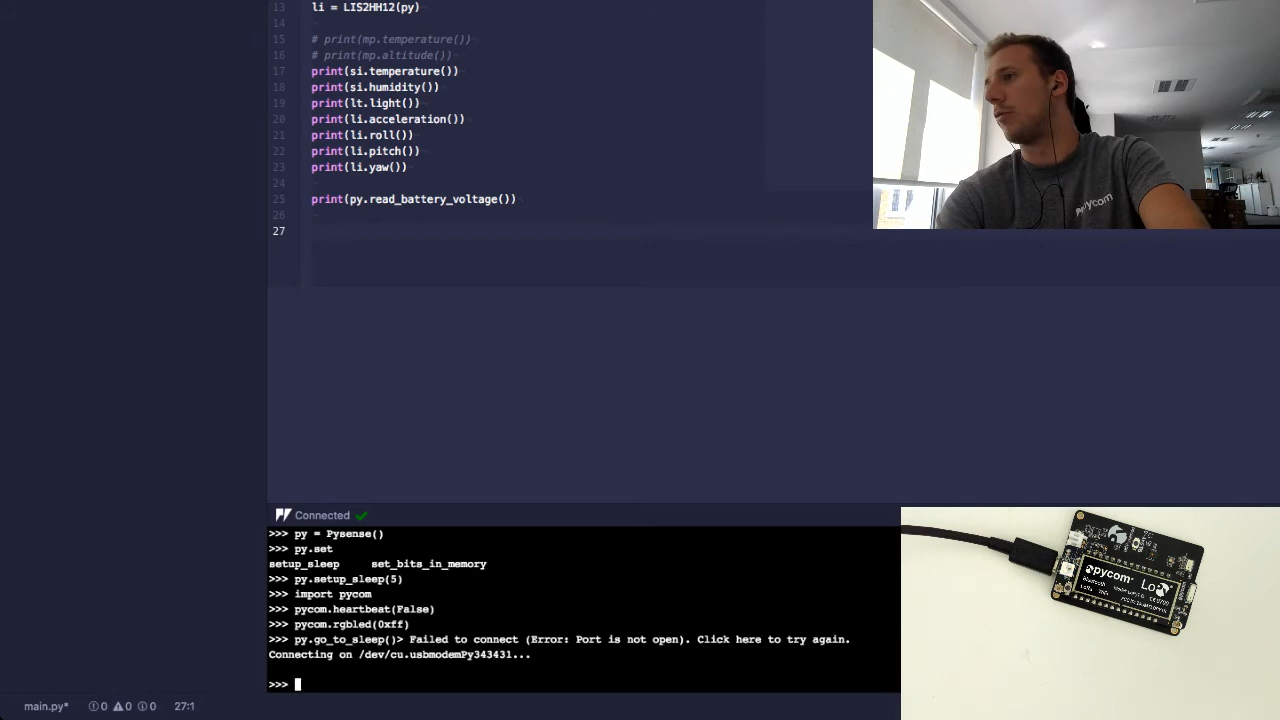 13 li = LIS2HH12(py)
14
15 # print(mp.temperature())
16 # print(mp.altitude())
17 print(si.temperature())
18 print(si.humidity())
19 print(lt.light())
20 print(li.acceleration())
21 print(li.roll())
22 print(li.pitch())
23 print(li.yaw())
24
25 print(py.read_battery_voltage())
26
27
pycom
Connected
>>> py = Pysense()
>>> py.set
setup_sleep set_bits_in_memory
>>> py.setup_sleep(5)
>>> import pycom
>>> pycom.heartbeat(False)
>>> pycom.rgbled(0xff)
>>> py.go_to_sleep()> Failed to connect (Error: Port is not open). Click here to try again.
Connecting on /dev/cu.usbmodemPy343431...
>>>
pycom
LoPy
Bluetooth
LoRa
main.py* 0 0 0 27:1